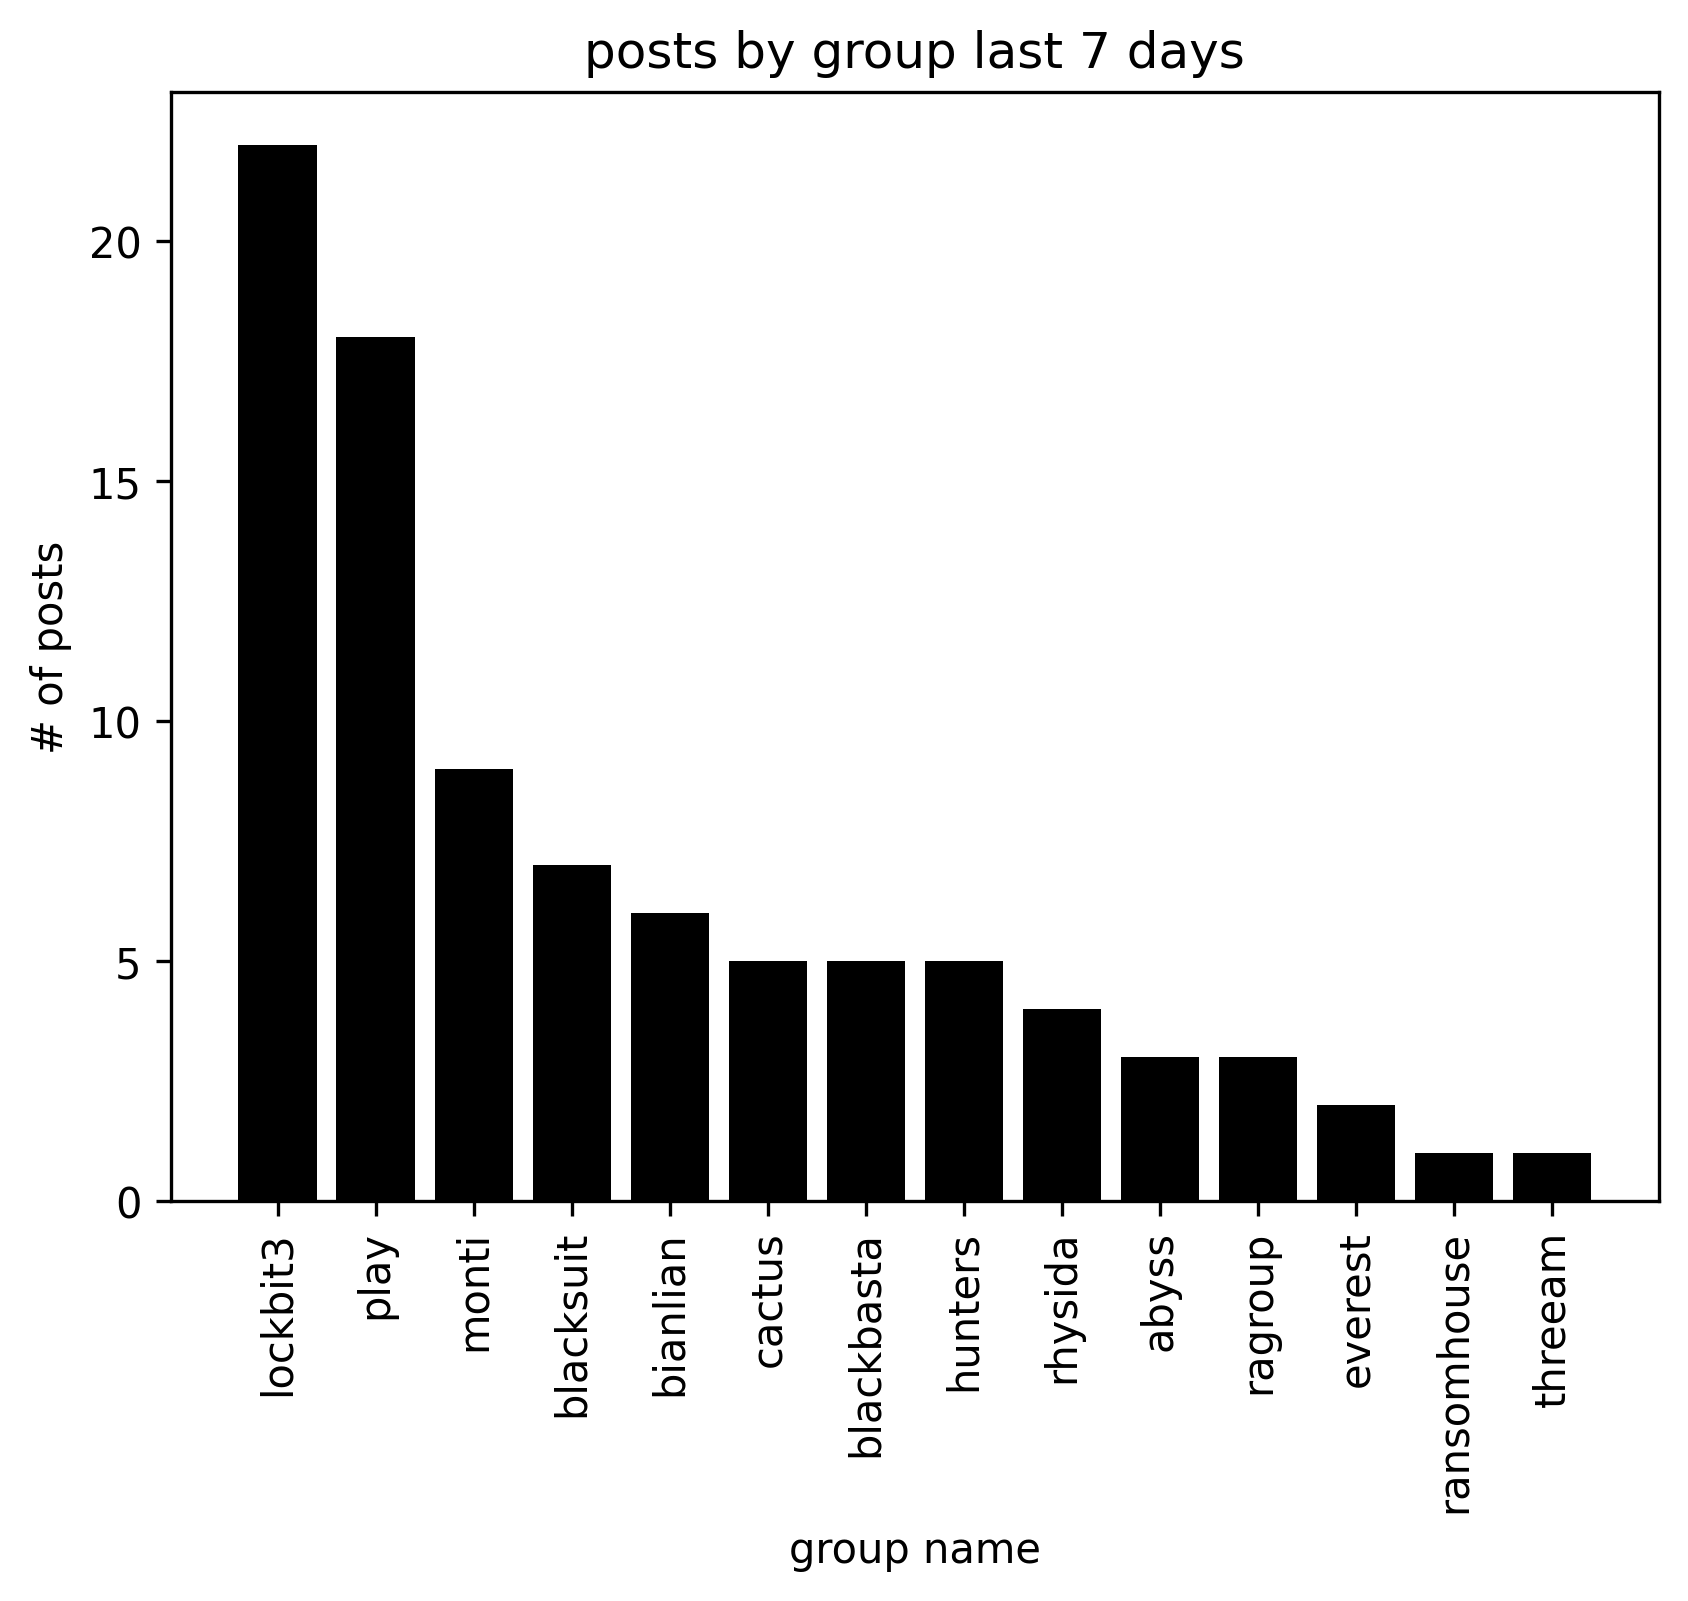 posts by group last 7 days
# of posts
20
15
10
5
0
lockbit3
play
monti
blacksuit
bianlian
cactus
blackbasta
hunters
rhysida
abyss
ragroup
everest
ransomhouse
threeam
group name